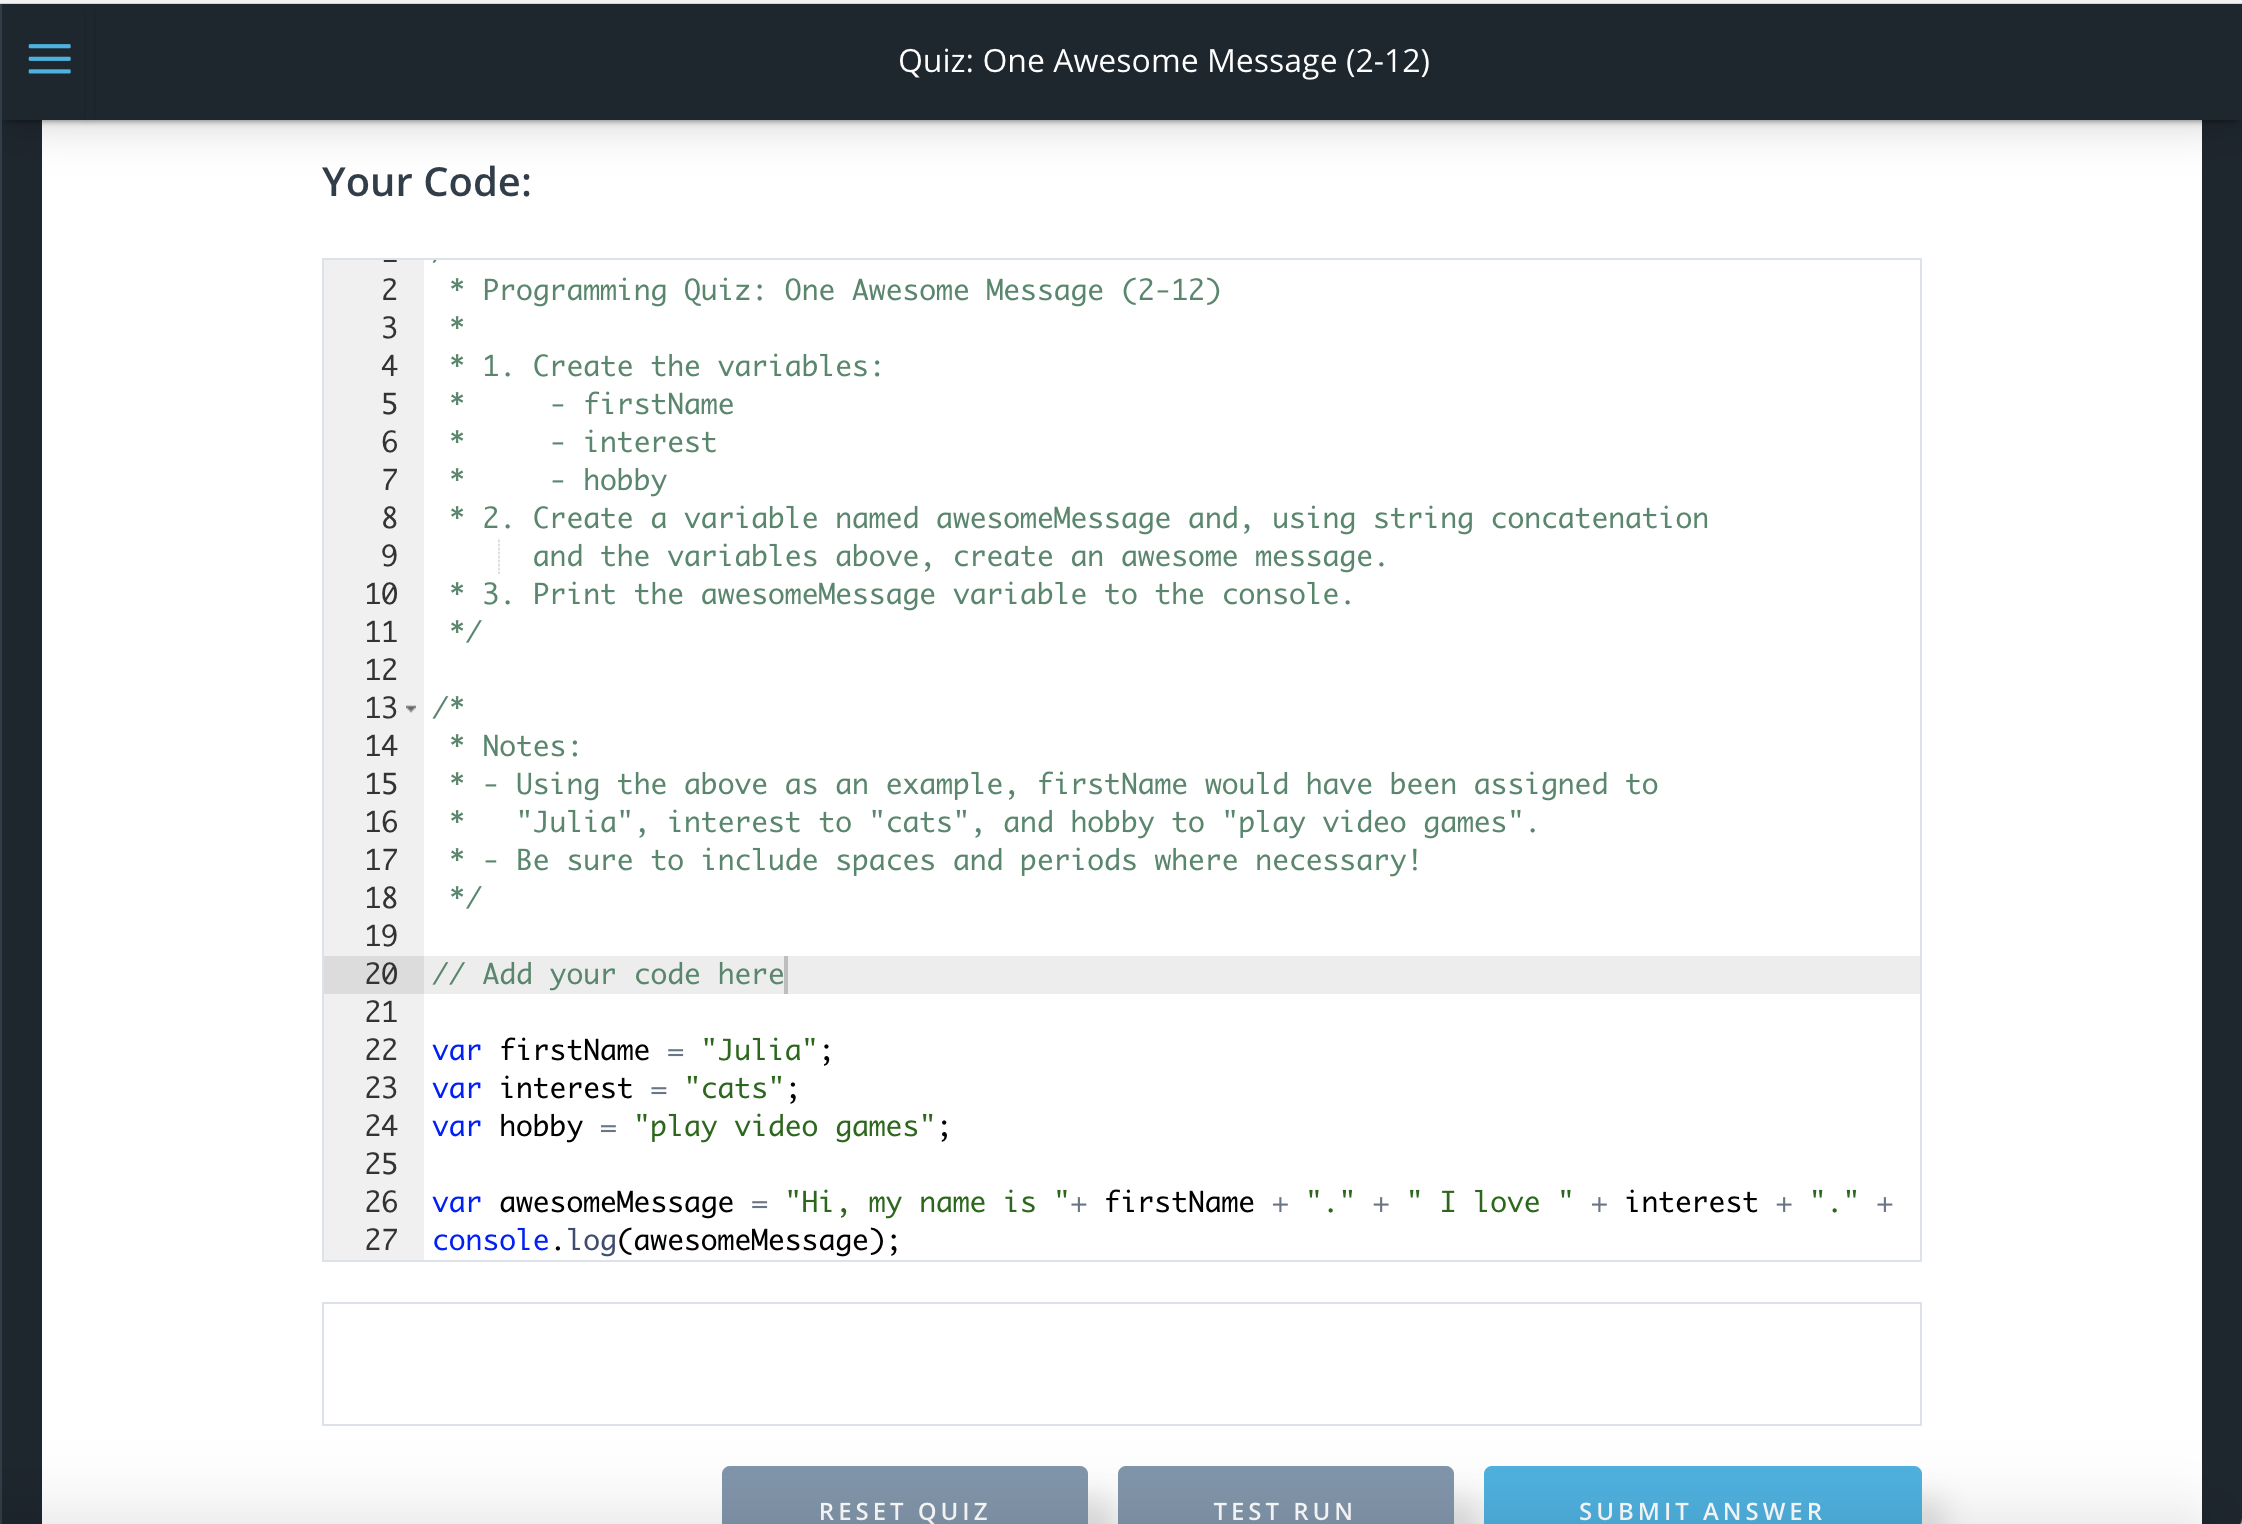 Quiz: One Awesome Message (2-12)
Your Code:
2 * Programming Quiz: One Awesome Message (2-12)
3 *
4 * 1. Create the variables:
5 *     - firstName
6 *     - interest
7 *     - hobby
8 * 2. Create a variable named awesomeMessage and, using string concatenation
9      and the variables above, create an awesome message.
10 * 3. Print the awesomeMessage variable to the console.
11 */
12
13 /*
14 * Notes:
15 * - Using the above as an example, firstName would have been assigned to
16 *   "Julia", interest to "cats", and hobby to "play video games".
17 * - Be sure to include spaces and periods where necessary!
18 */
19
20 // Add your code here
21
22 var firstName = "Julia";
23 var interest = "cats";
24 var hobby = "play video games";
25
26 var awesomeMessage = "Hi, my name is "+ firstName + "." + " I love " + interest + "." +
27 console.log(awesomeMessage);
RESET QUIZ
TEST RUN
SUBMIT ANSWER